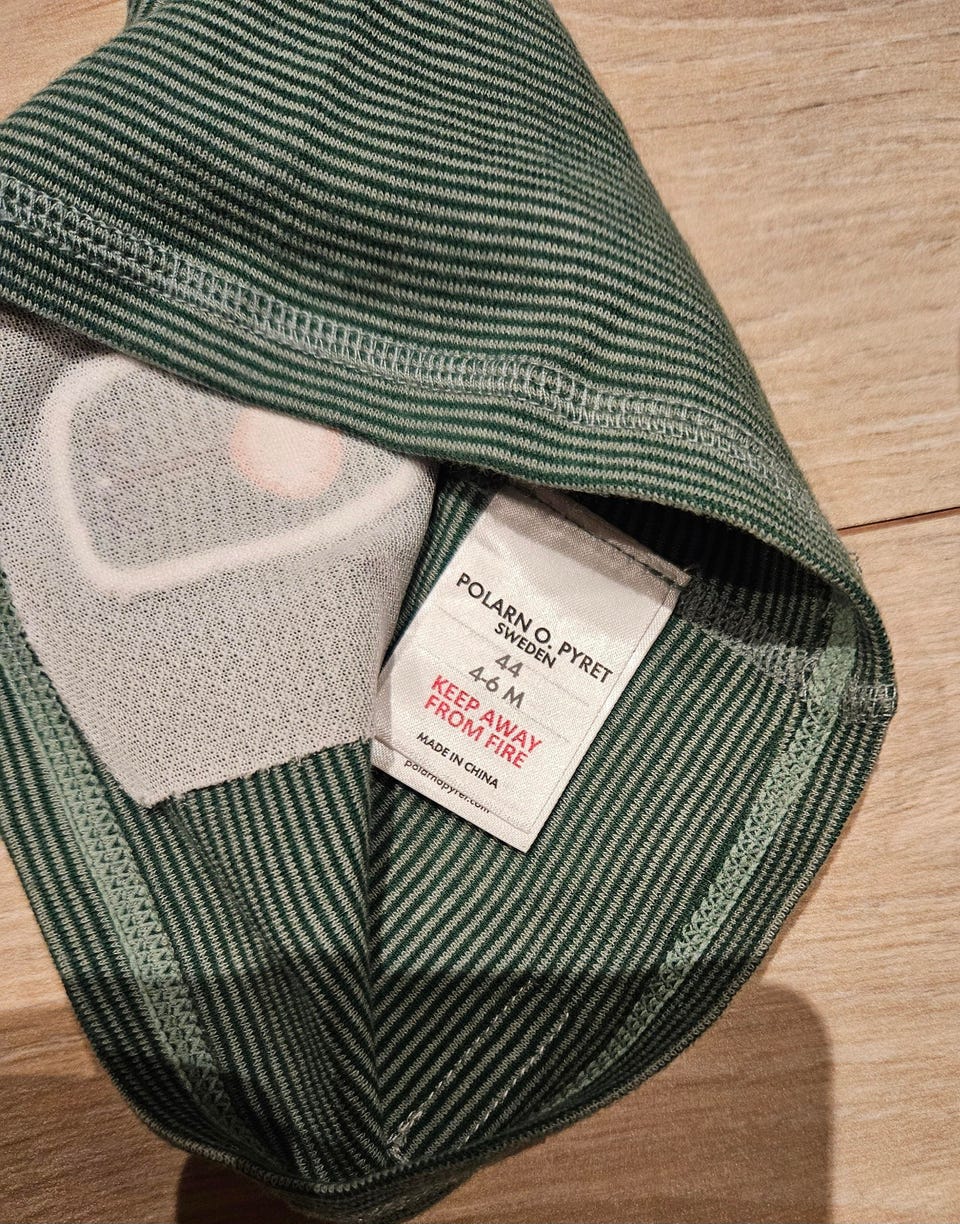 POLARN O. PYRET
SWEDEN
44
4-6 M
KEEP AWAY
FROM FIRE
MADE IN CHINA
polarnopyret.com